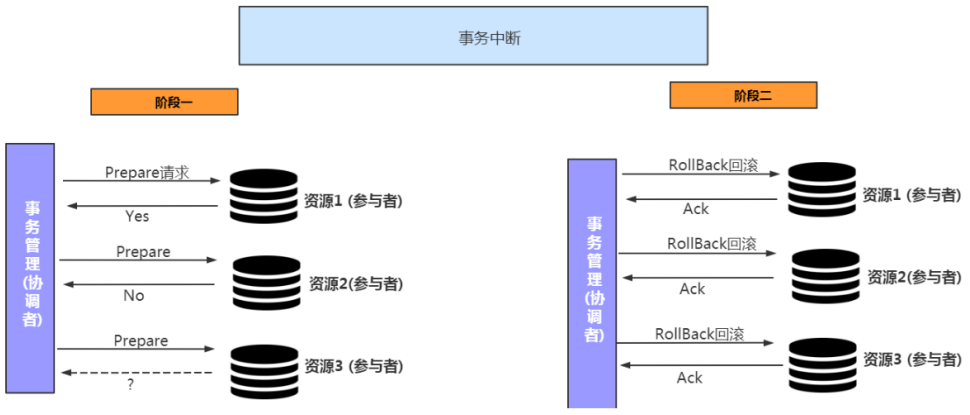 事务中断
阶段一
事务管理(协调者)
Prepare请求
Yes
资源1 (参与者)
Prepare
No
资源2(参与者)
Prepare
?
资源3 (参与者)
阶段二
事务管理(协调者)
RollBack回滚
Ack
资源1 (参与者)
RollBack回滚
Ack
资源2(参与者)
RollBack回滚
Ack
资源3 (参与者)